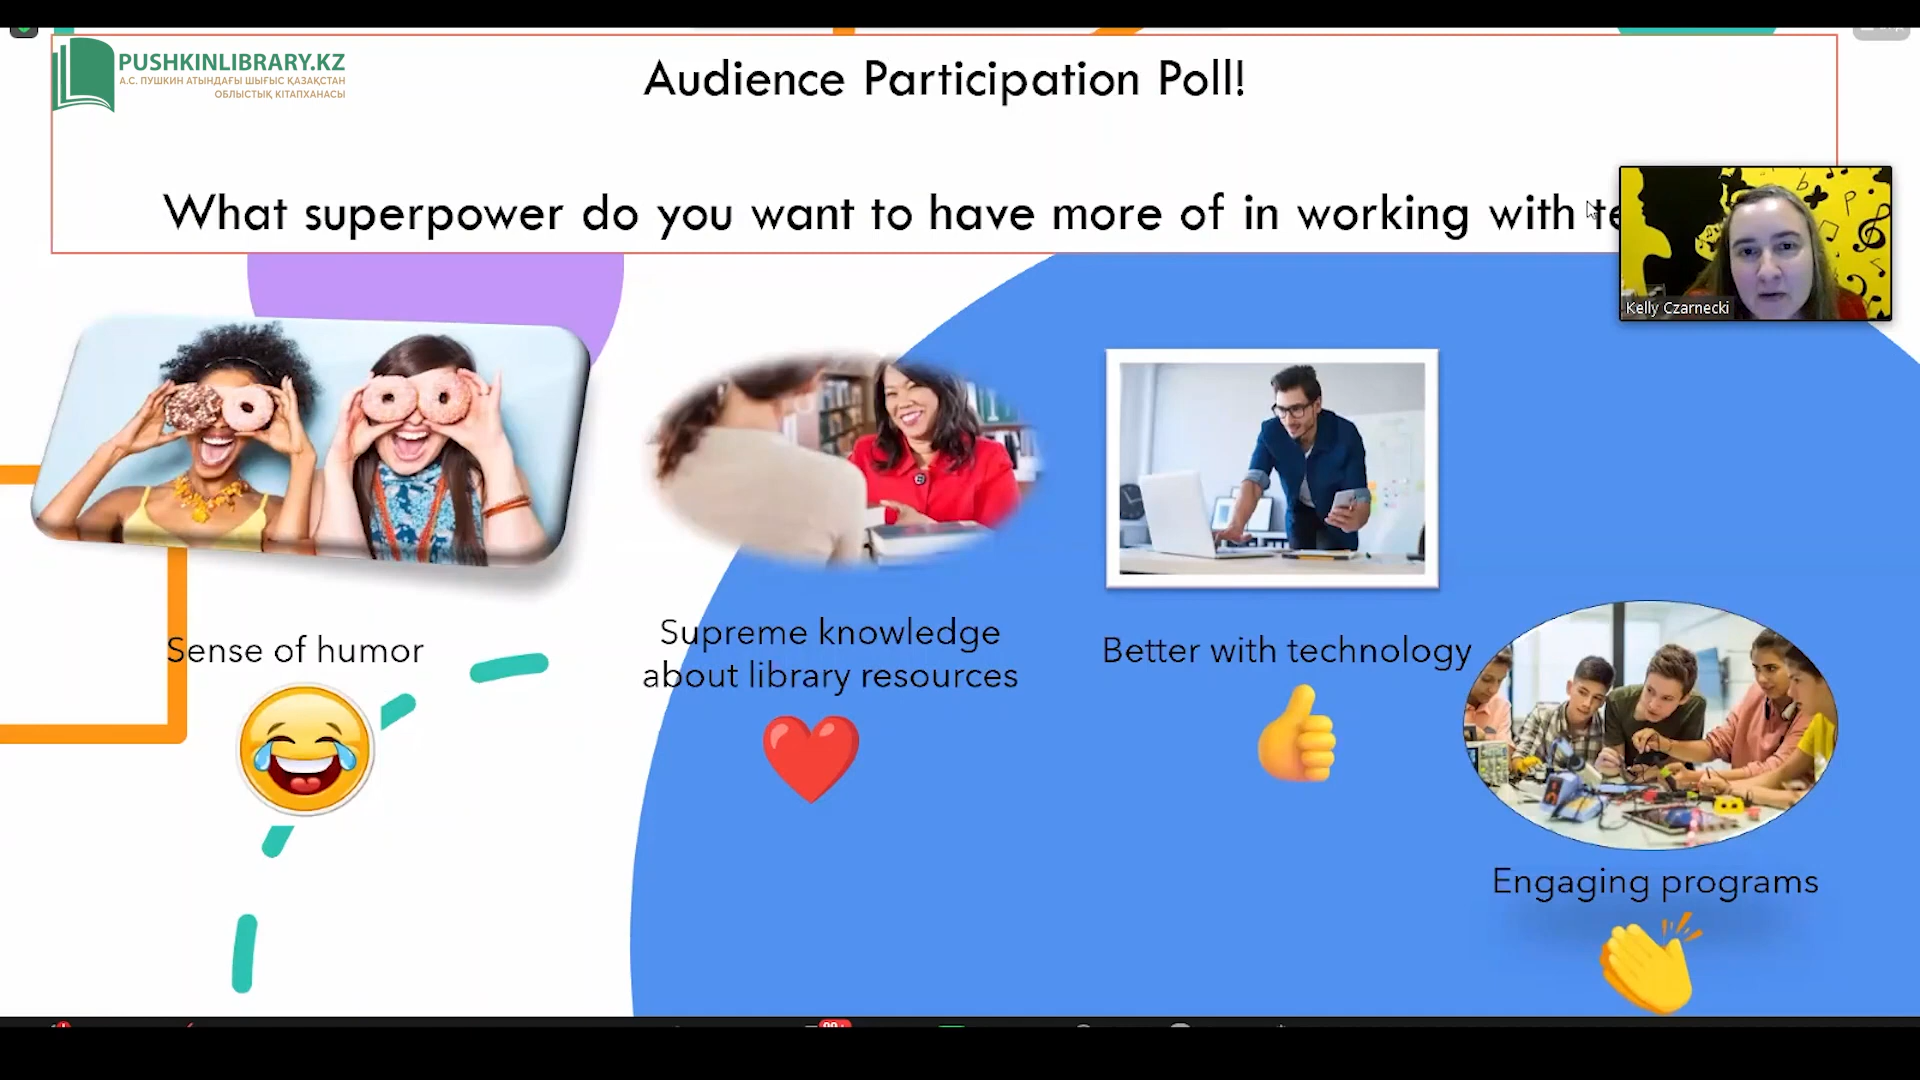 PUSHKINLIBRARY.KZ
А.С. ПУШКИН АТЫНДАҒЫ ШЫҒЫС ҚАЗАҚСТАН
ОБЛЫСТЫҚ КІТАПХАНАСЫ
Audience Participation Poll!
What superpower do you want to have more of in working with te
Kelly Czarnecki
Sense of humor
Supreme knowledge
about library resources
Better with technology
Engaging programs